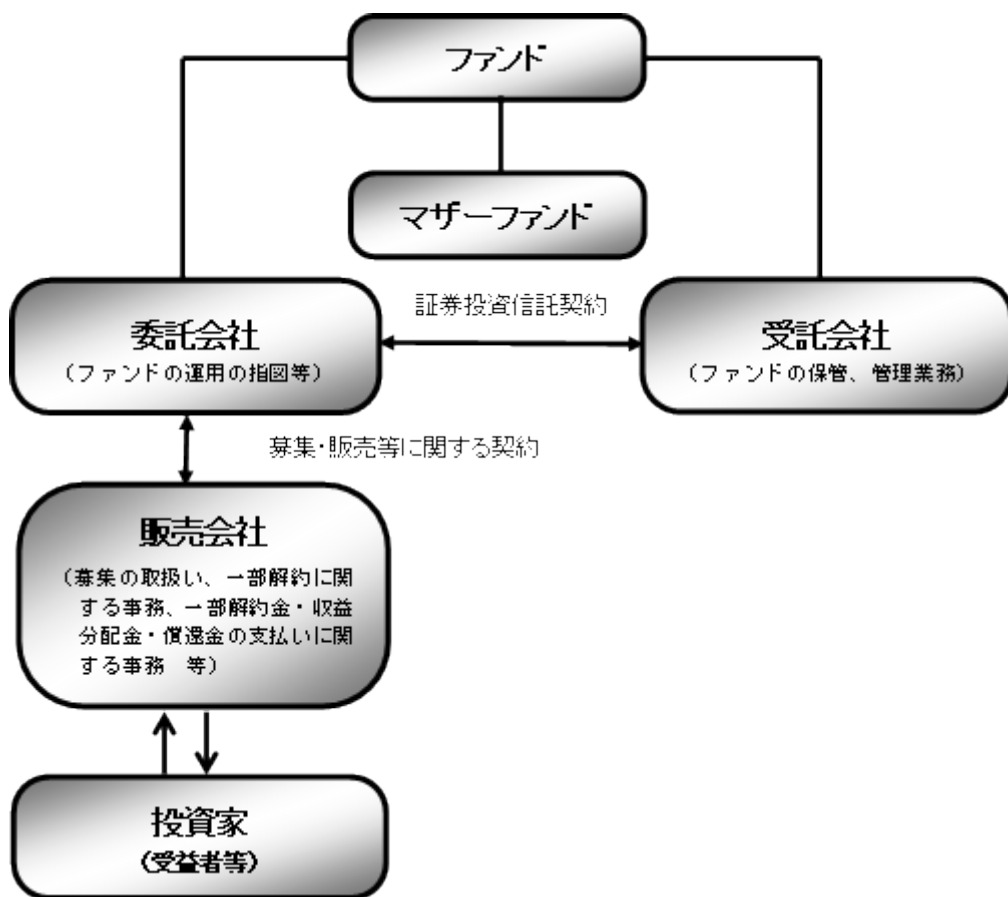 ファンド
マザーファンド
証券投資信託契約
委託会社
（ファンドの運用の指図等）
受託会社
（ファンドの保管、管理業務）
募集・販売等に関する契約
販売会社
（募集の取扱い、一部解約に関
する事務、一部解約金・収益
分配金・償還金の支払いに関
する事務　等）
投資家
（受益者等）